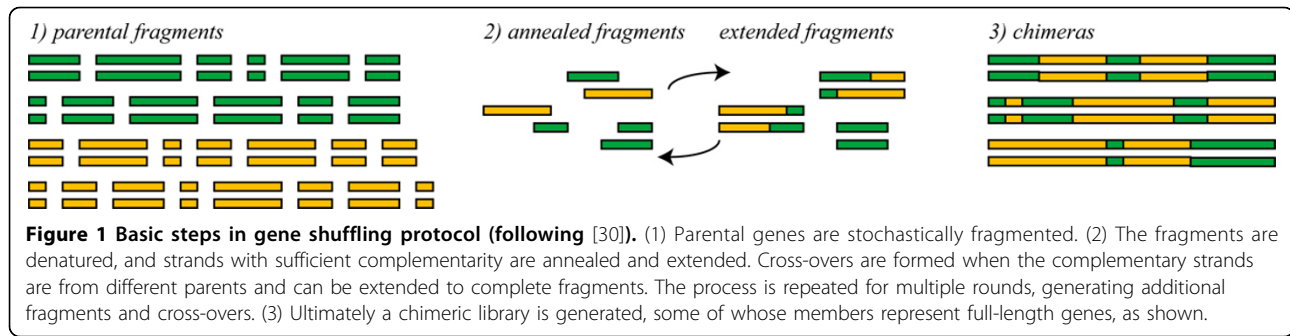 1) parental fragments 2) annealed fragments extended fragments 3) chimeras
Figure 1 Basic steps in gene shuffling protocol (following [30]). (1) Parental genes are stochastically fragmented. (2) The fragments are
denatured, and strands with sufficient complementarity are annealed and extended. Cross-overs are formed when the complementary strands
are from different parents and can be extended to complete fragments. The process is repeated for multiple rounds, generating additional
fragments and cross-overs. (3) Ultimately a chimeric library is generated, some of whose members represent full-length genes, as shown.